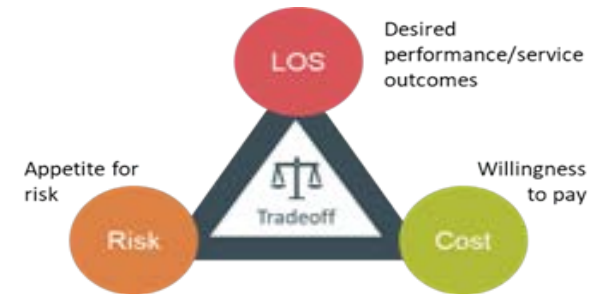 LOS
Desired
performance/service
outcomes
Appetite for
risk
Willingness
to pay
Tradeoff
Risk
Cost